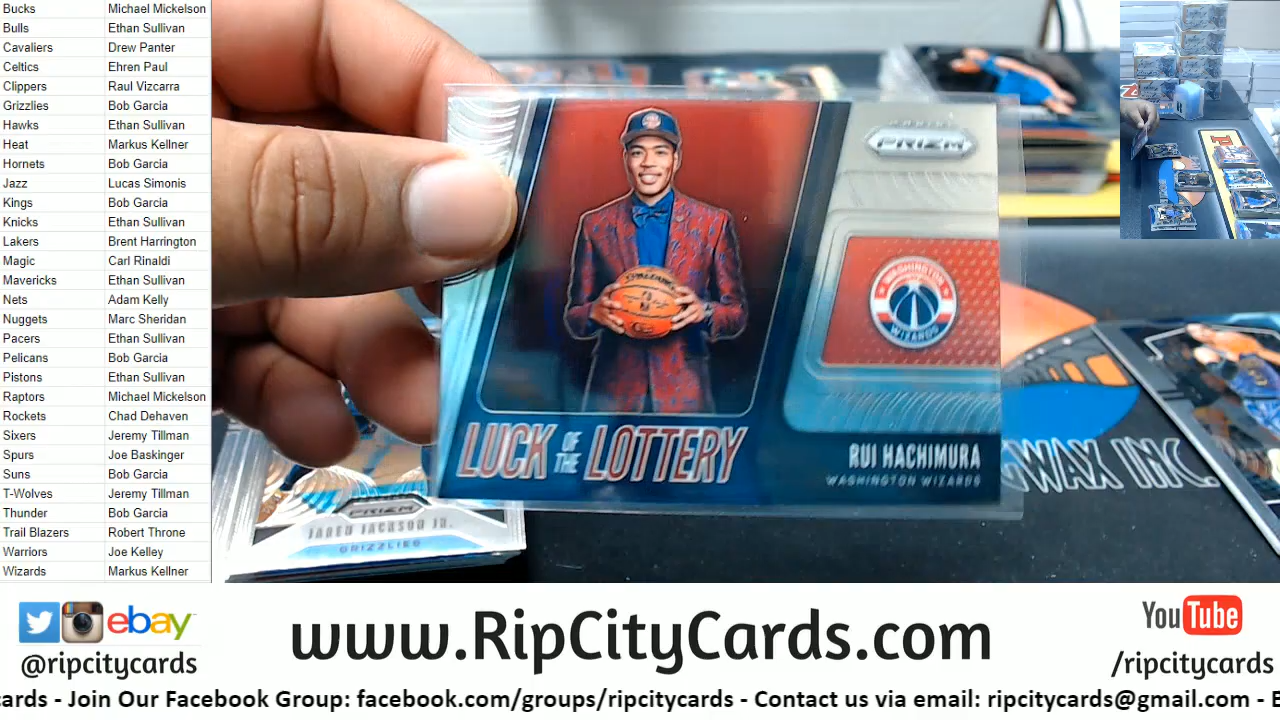 Bucks Michael Mickelson
Bulls Ethan Sullivan
Cavaliers Drew Panter
Celtics Ehren Paul
Clippers Raul Vizcarra
Grizzlies Bob Garcia
Hawks Ethan Sullivan
Heat Markus Kellner
Hornets Bob Garcia
Jazz Lucas Simonis
Kings Bob Garcia
Knicks Ethan Sullivan
Lakers Brent Harrington
Magic Carl Rinaldi
Mavericks Ethan Sullivan
Nets Adam Kelly
Nuggets Marc Sheridan
Pacers Ethan Sullivan
Pelicans Bob Garcia
Pistons Ethan Sullivan
Raptors Michael Mickelson
Rockets Chad Dehaven
Sixers Jeremy Tillman
Spurs Joe Baskinger
Suns Bob Garcia
T-Wolves Jeremy Tillman
Thunder Bob Garcia
Trail Blazers Robert Throne
Warriors Joe Kelley
Wizards Markus Kellner
PANINI
PRIZM
SPALDING
WASHINGTON
WIZARDS
LUCK OF THE LOTTERY
RUI HACHIMURA
WASHINGTON WIZARDS
PRIZM
JAREN JACKSON JR.
GRIZZLIES
WAX INC.
ebay
@ripcitycards
www.RipCityCards.com
YouTube
/ripcitycards
cards - Join Our Facebook Group: facebook.com/groups/ripcitycards - Contact us via email: ripcitycards@gmail.com - E